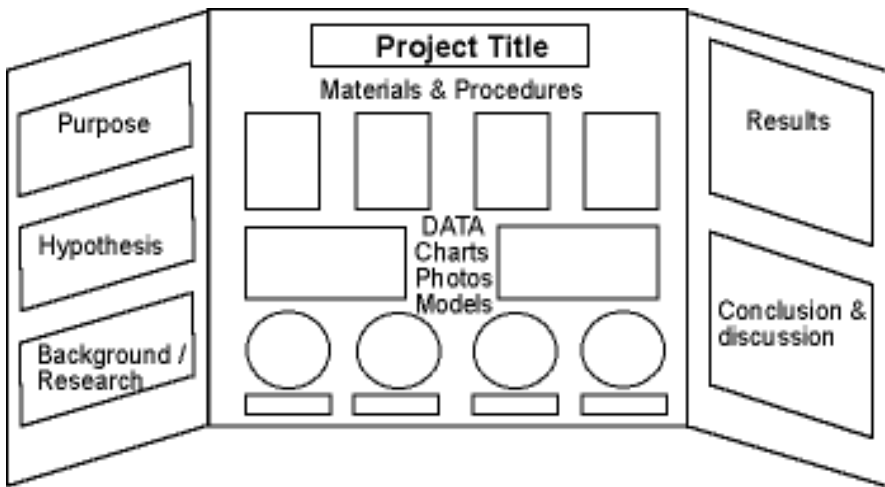 Project Title
Materials & Procedures
Purpose
Hypothesis
Background /
Research
DATA
Charts
Photos
Models
Results
Conclusion &
discussion